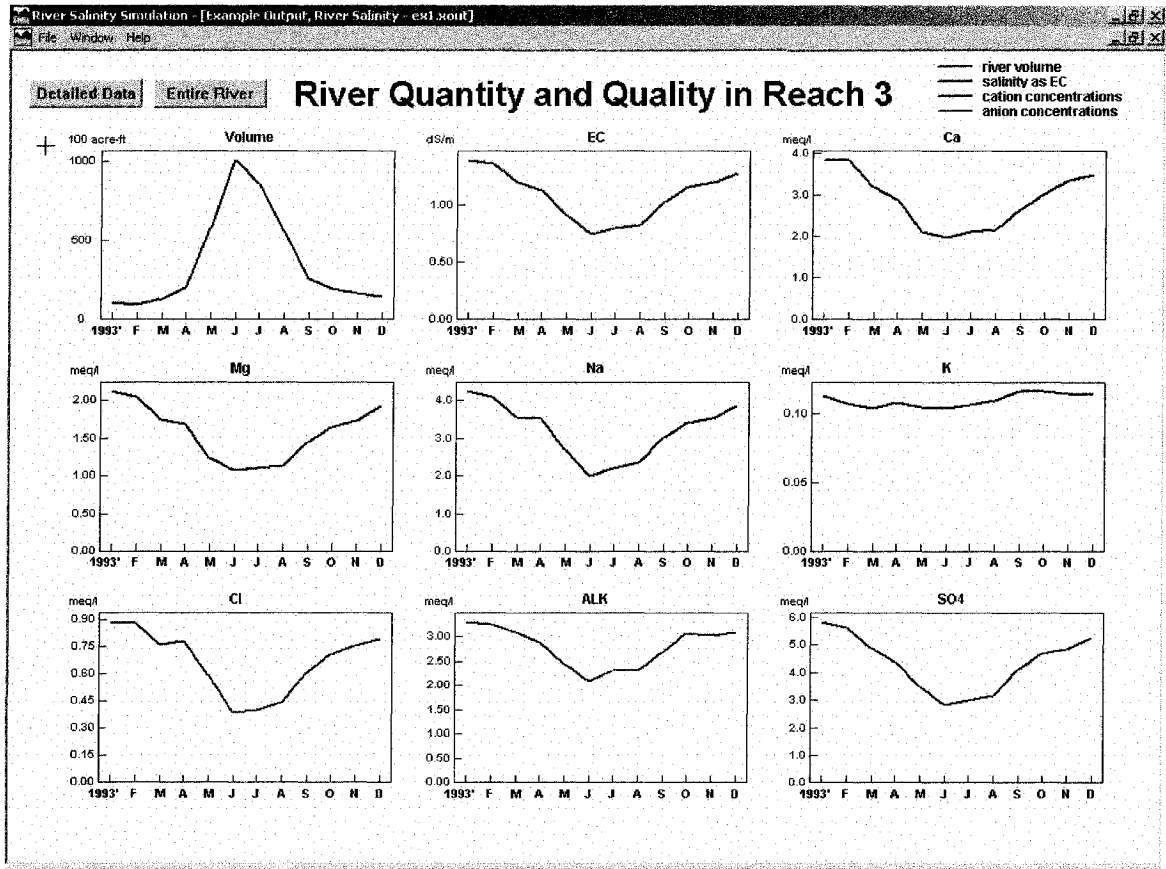 River Salinity Simulation - [Example Output, River Salinity - ex1.xout]
File Window Help
Detailed Data Entire River River Quantity and Quality in Reach 3
river volume
salinity as EC
cation concentrations
anion concentrations
100 acre-ft Volume
1000
500
0
1993' F M A M J J A S O N D
dS/m EC
1.00
0.50
0.00
1993' F M A M J J A S O N D
meq/l Ca
4.0
3.0
2.0
1.0
0.0
1993' F M A M J J A S O N D
meq/l Mg
2.00
1.50
1.00
0.50
0.00
1993' F M A M J J A S O N D
meq/l Na
4.0
3.0
2.0
1.0
0.0
1993' F M A M J J A S O N D
meq/l K
0.10
0.05
0.00
1993' F M A M J J A S O N D
meq/l Cl
0.90
0.75
0.60
0.45
0.30
0.15
0.00
1993' F M A M J J A S O N D
meq/l ALK
3.00
2.50
2.00
1.50
1.00
0.50
0.00
1993' F M A M J J A S O N D
meq/l SO4
6.0
5.0
4.0
3.0
2.0
1.0
0.0
1993' F M A M J J A S O N D